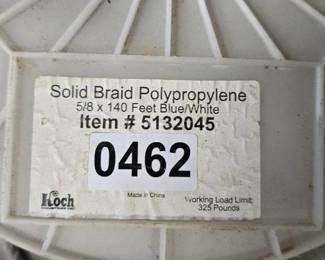 Solid Braid Polypropylene
5/8 x 140 Feet Blue/White
Item # 5132045
0462
Koch
Made in China
Working Load Limit:
325 Pounds